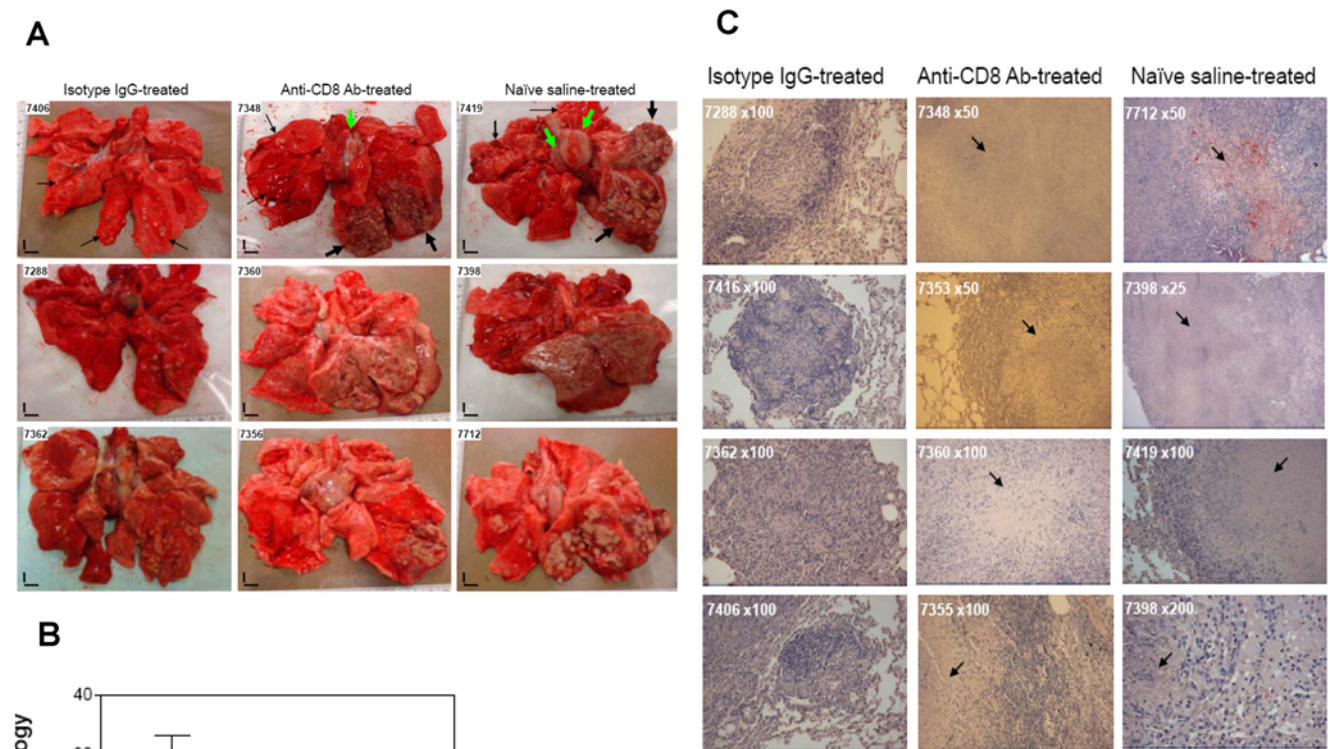 A
Isotype IgG-treated Anti-CD8 Ab-treated Naïve saline-treated
7406 7348 7419
7288 7360 7398
7362 7356 7712
B
40
C
Isotype IgG-treated Anti-CD8 Ab-treated Naïve saline-treated
7288 x100 7348 x50 7712 x50
7416 x100 7353 x50 7398 x25
7362 x100 7360 x100 7419 x100
7406 x100 7355 x100 7398 x200